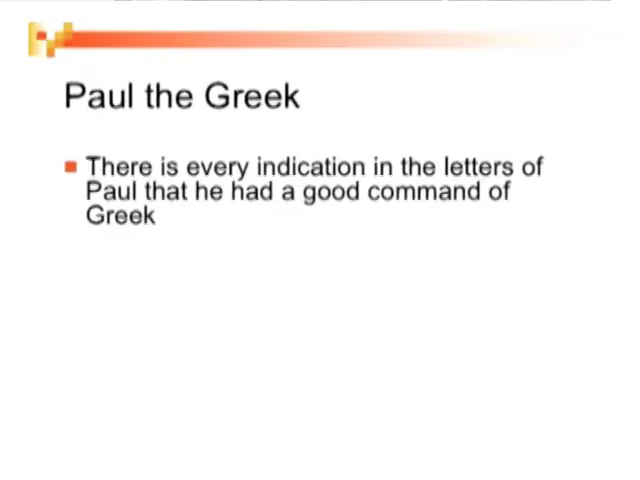 Paul the Greek
There is every indication in the letters of
Paul that he had a good command of
Greek